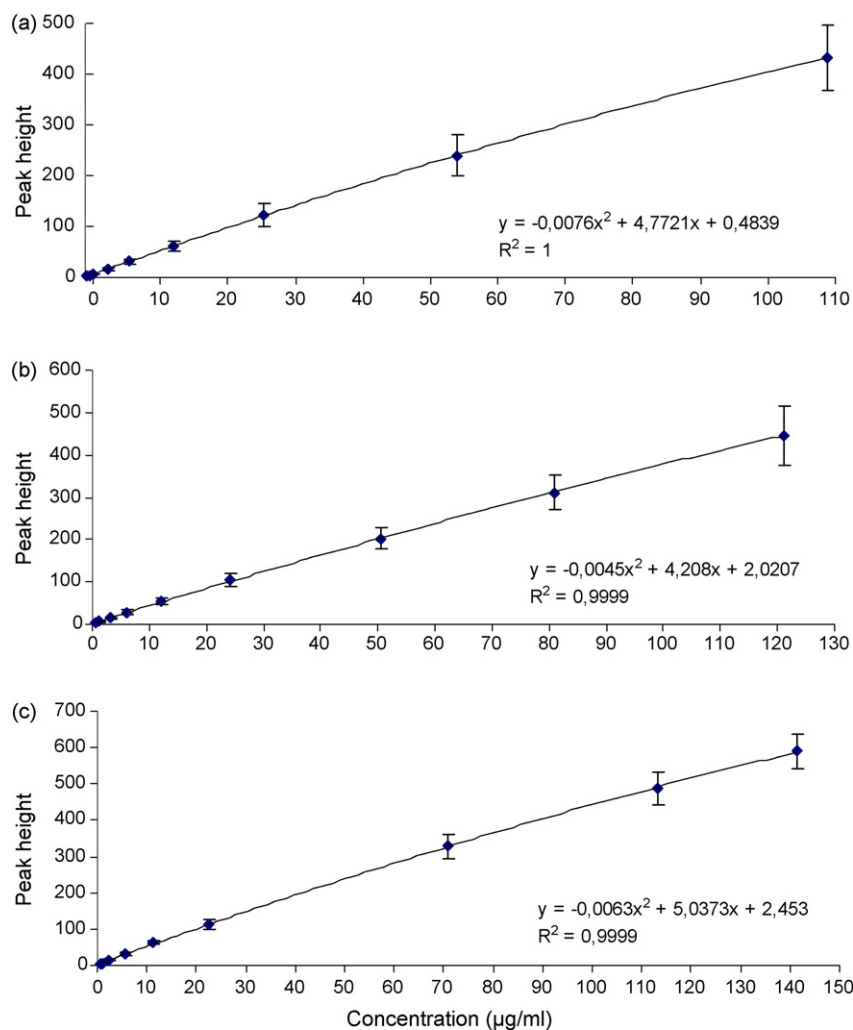 (a)
500
400
300
200
100
0
Peak height
y = -0,0076x² + 4,7721x + 0,4839
R² = 1
0 10 20 30 40 50 60 70 80 90 100 110
(b)
600
500
400
300
200
100
0
Peak height
y = -0,0045x² + 4,208x + 2,0207
R² = 0,9999
0 10 20 30 40 50 60 70 80 90 100 110 120 130
(c)
700
600
500
400
300
200
100
0
Peak height
y = -0,0063x² + 5,0373x + 2,453
R² = 0,9999
0 10 20 30 40 50 60 70 80 90 100 110 120 130 140 150
Concentration (µg/ml)